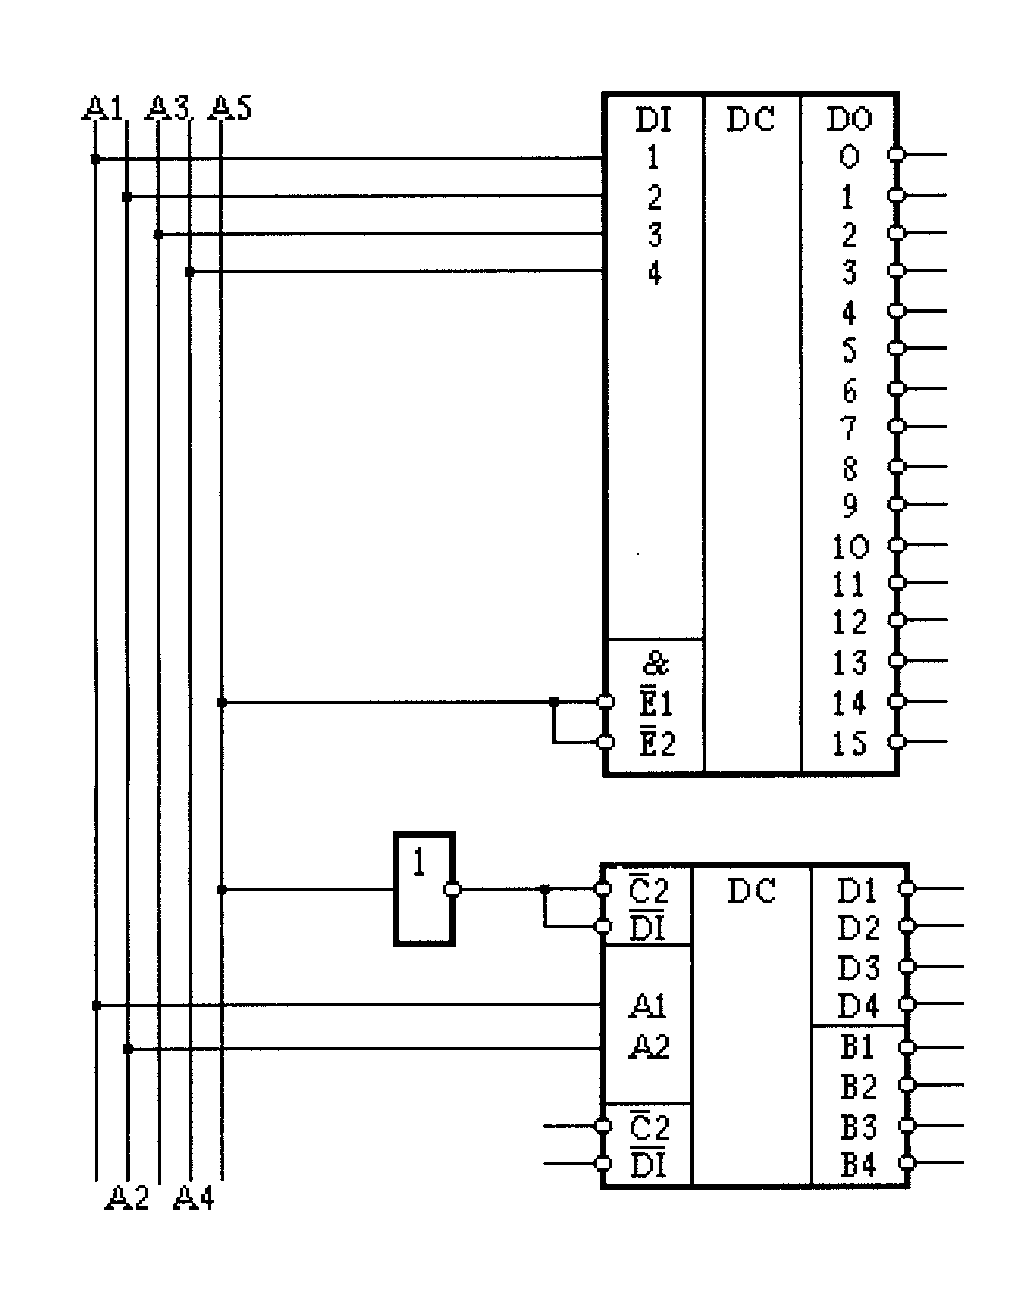 A1 A3 A5
DI DC DO
1 0
2 1
3 2
4 3
4
5
6
7
8
9
10
11
12
& 13
E̅1 14
E̅2 15
1
C̅2 DC D1
D̅I̅ D2
D3
A1 D4
A2 B1
B2
C̅2 B3
D̅I̅ B4
A2 A4